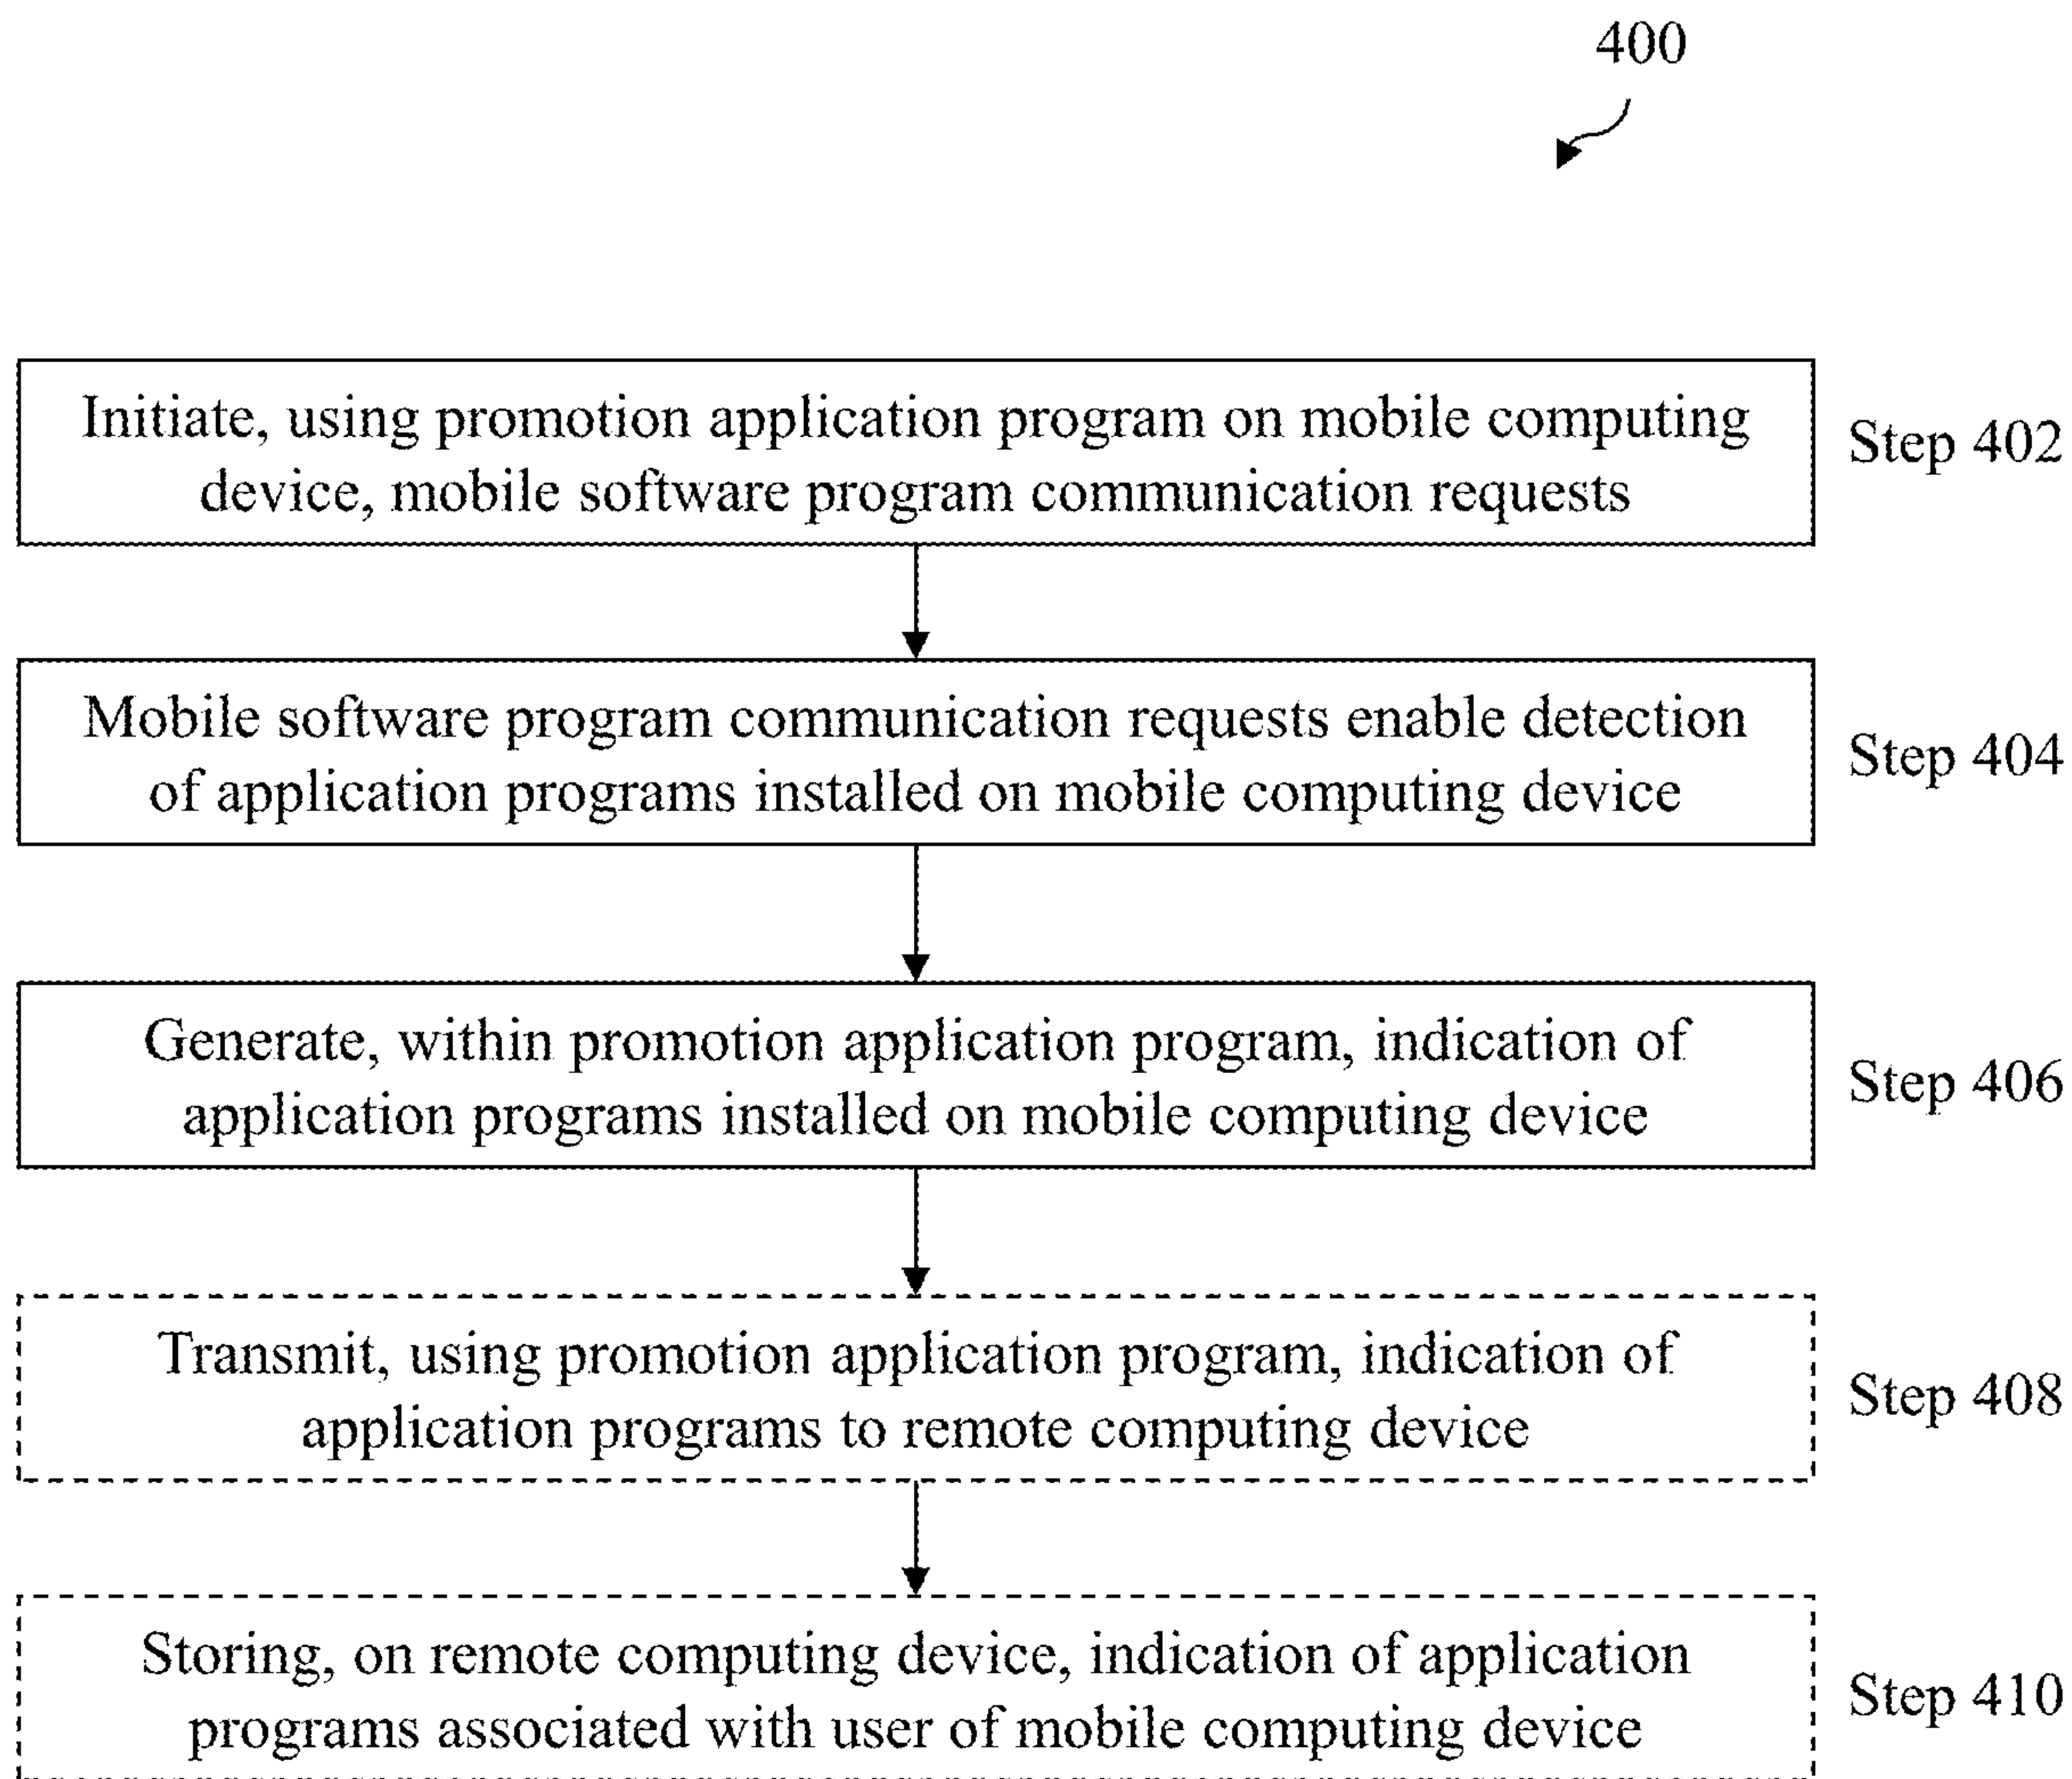 400
Initiate, using promotion application program on mobile computing
device, mobile software program communication requests
Step 402
Mobile software program communication requests enable detection
of application programs installed on mobile computing device
Step 404
Generate, within promotion application program, indication of
application programs installed on mobile computing device
Step 406
Transmit, using promotion application program, indication of
application programs to remote computing device
Step 408
Storing, on remote computing device, indication of application
programs associated with user of mobile computing device
Step 410